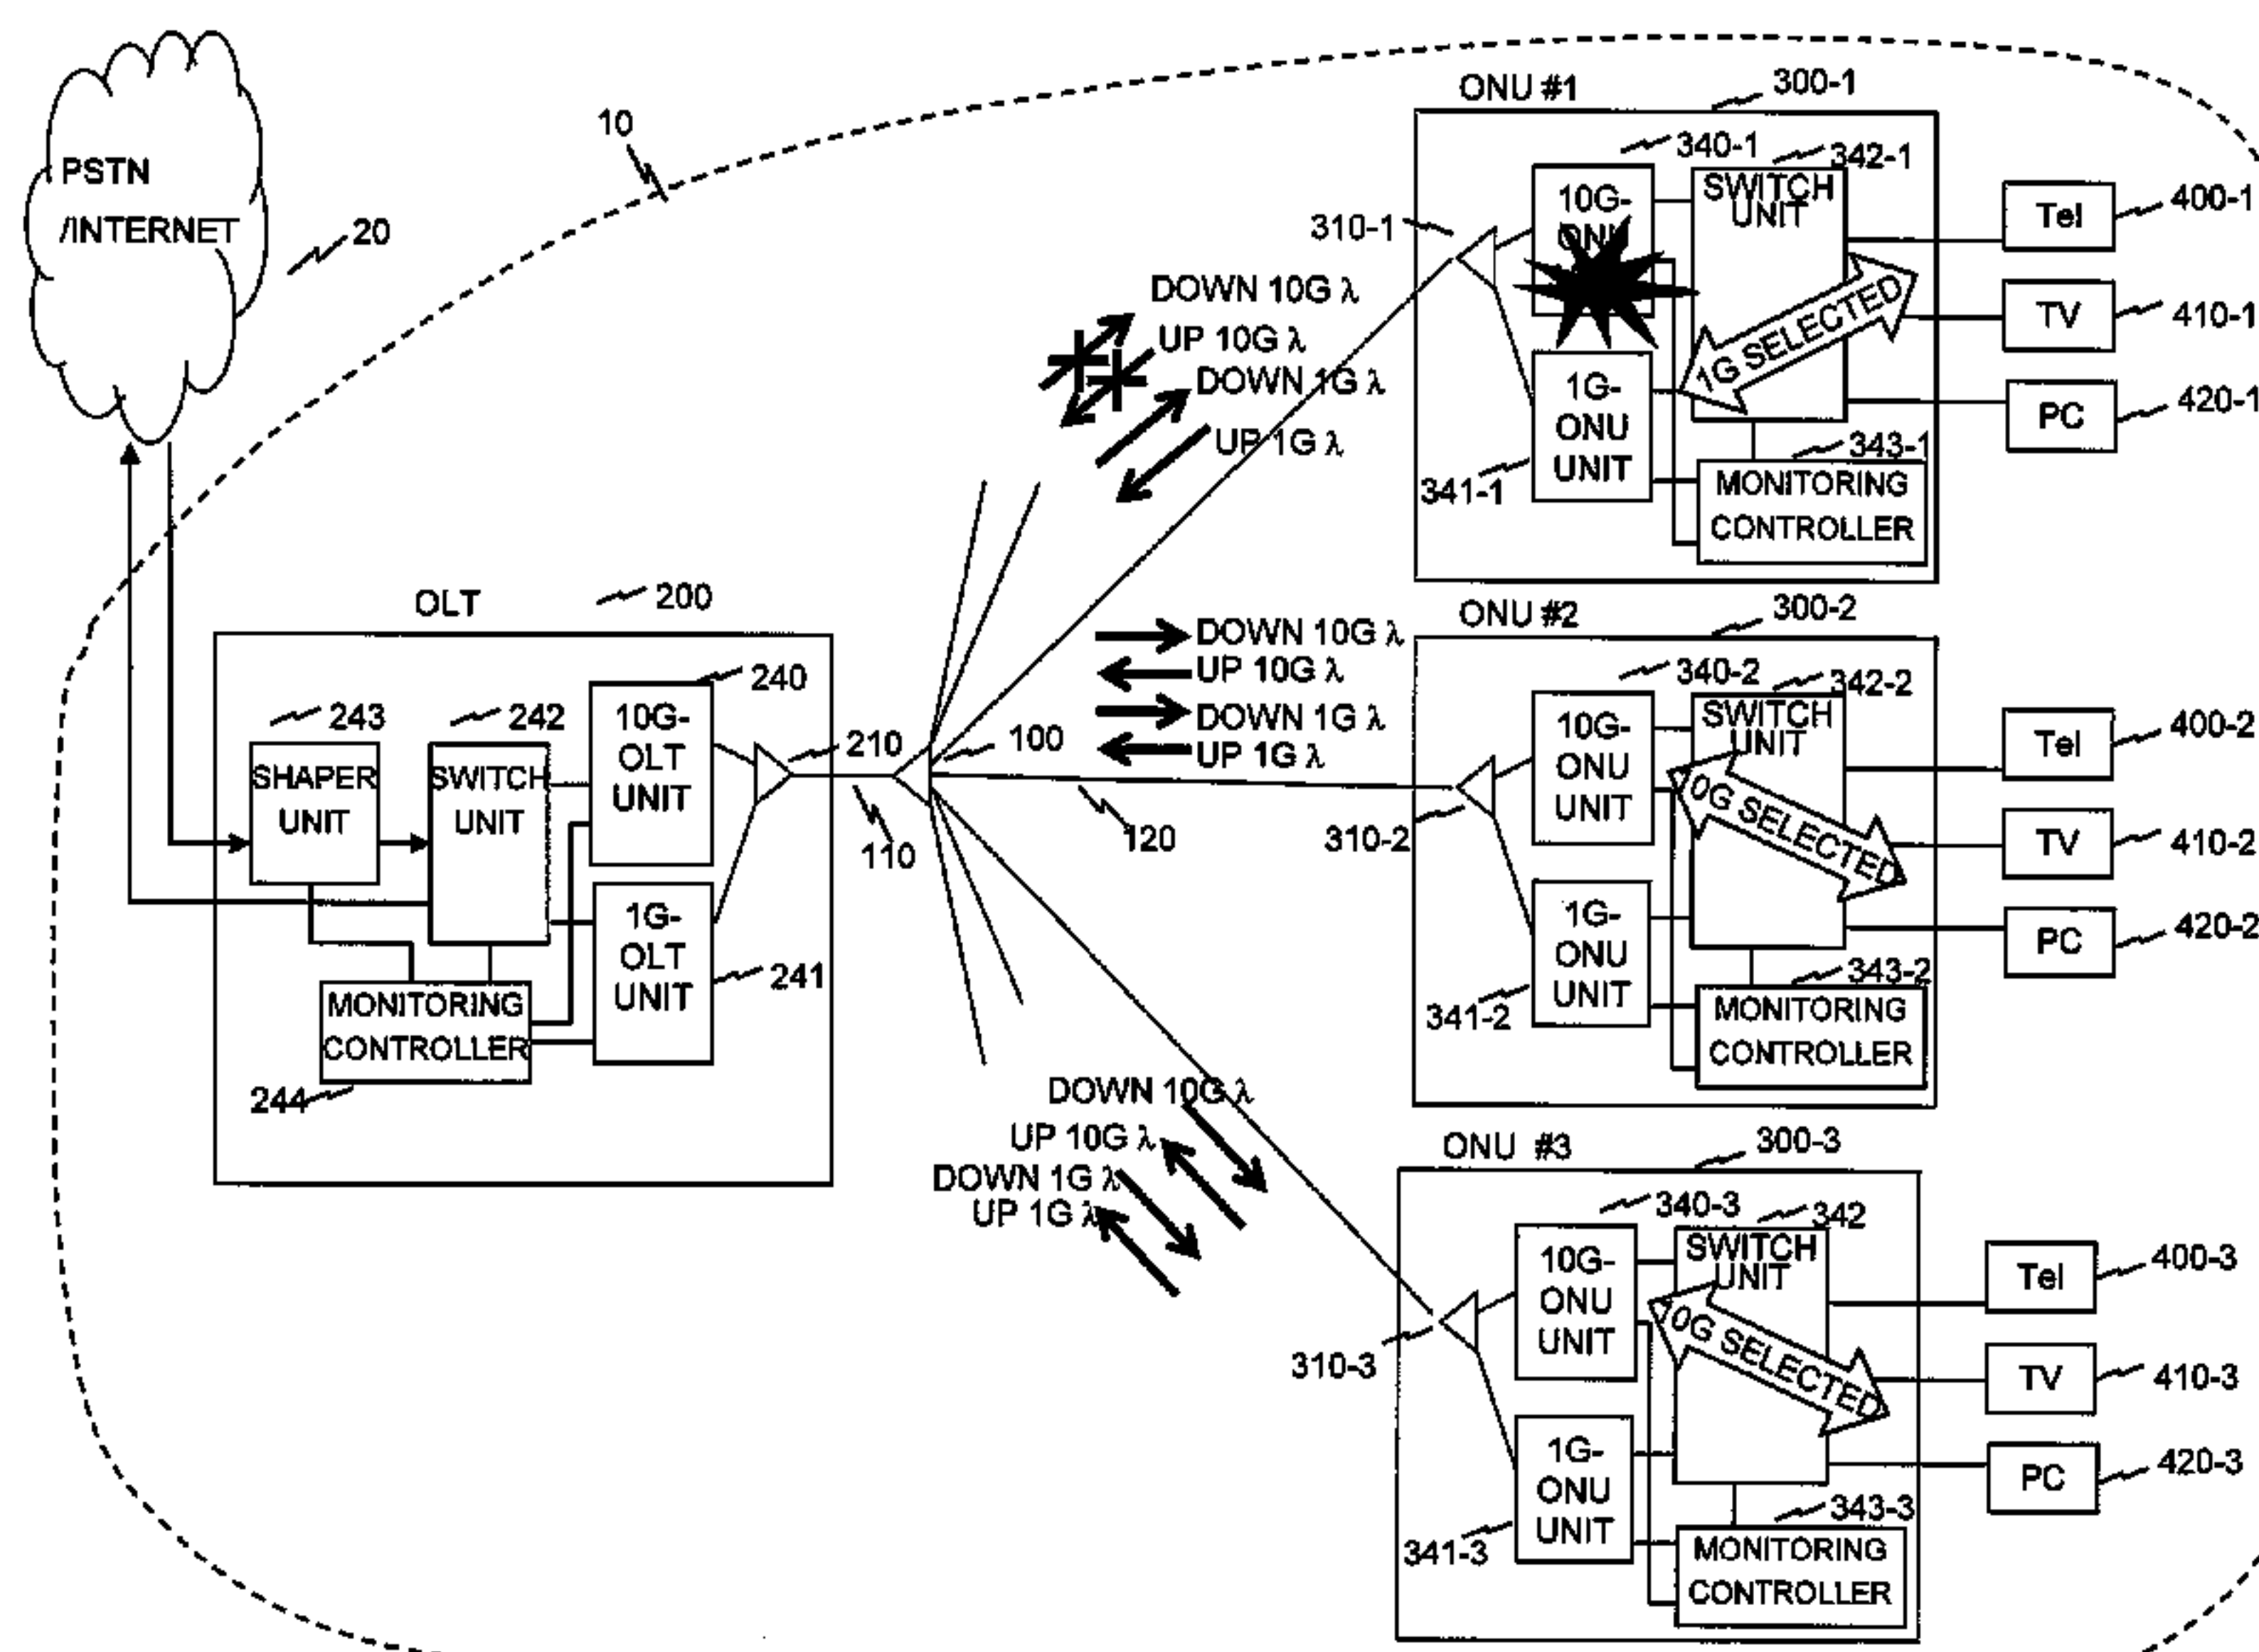 PSTN
/INTERNET
20
10
OLT
200
243
SHAPER
UNIT
242
SWITCH
UNIT
240
10G-
OLT
UNIT
1G-
OLT
UNIT
241
MONITORING
CONTROLLER
244
210
110
100
120
DOWN 10G λ
UP 10G λ
DOWN 1G λ
UP 1G λ
DOWN 10G λ
UP 10G λ
DOWN 1G λ
UP 1G λ
DOWN 10G λ
UP 10G λ
DOWN 1G λ
UP 1G λ
ONU #1
300-1
310-1
340-1
10G-
ONU
342-1
SWITCH
UNIT
1G SELECTED
1G-
ONU
UNIT
341-1
343-1
MONITORING
CONTROLLER
Tel
400-1
TV
410-1
PC
420-1
ONU #2
300-2
310-2
340-2
10G-
ONU
UNIT
342-2
SWITCH
UNIT
10G SELECTED
1G-
ONU
UNIT
341-2
343-2
MONITORING
CONTROLLER
Tel
400-2
TV
410-2
PC
420-2
ONU #3
300-3
310-3
340-3
10G-
ONU
UNIT
342
SWITCH
UNIT
10G SELECTED
1G-
ONU
UNIT
341-3
343-3
MONITORING
CONTROLLER
Tel
400-3
TV
410-3
PC
420-3